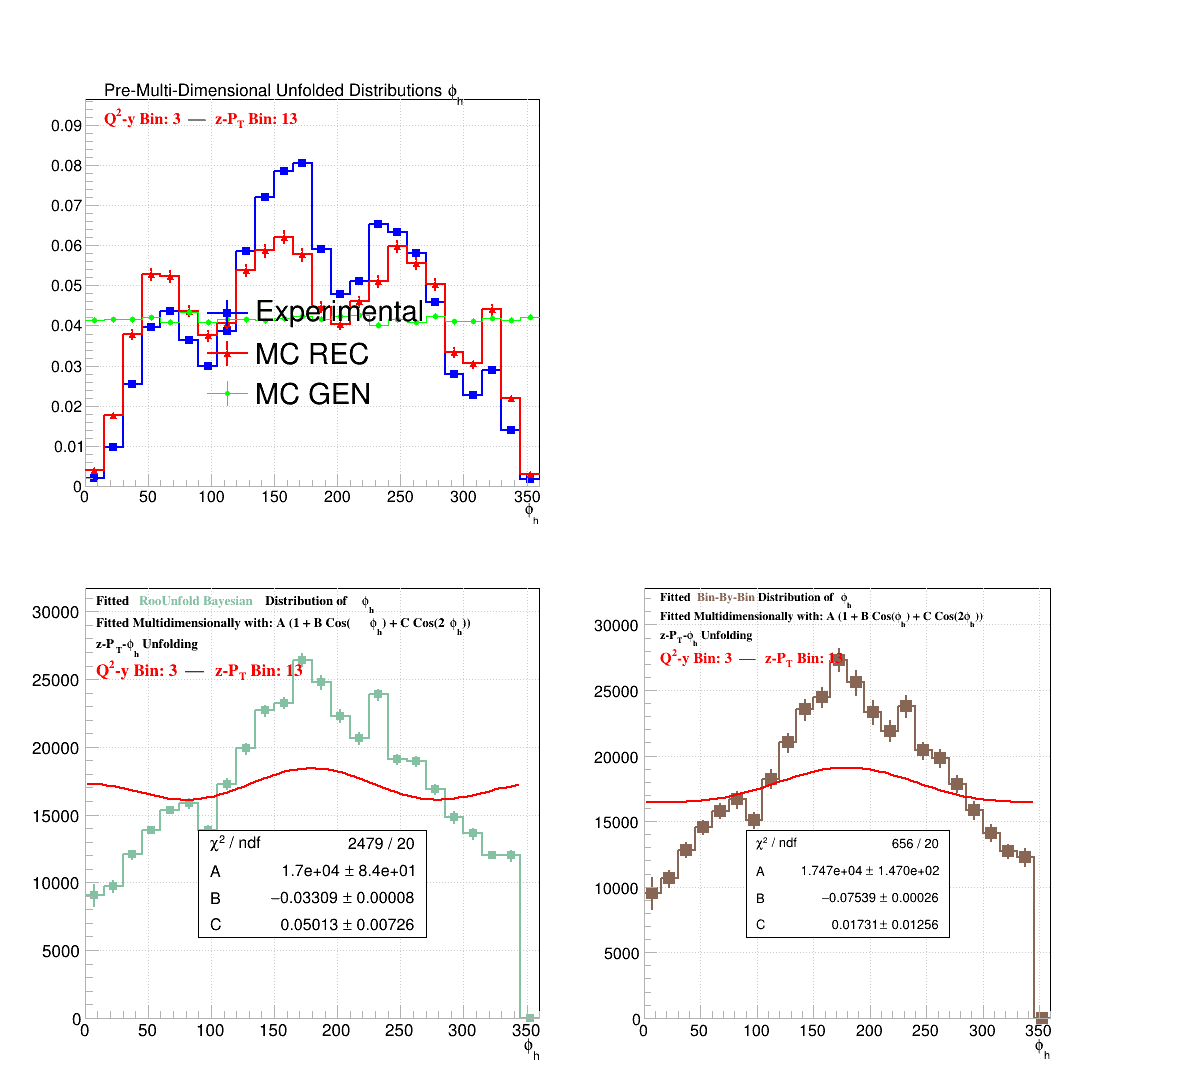 Pre-Multi-Dimensional Unfolded Distributions ϕh
Q2-y Bin: 3 — z-PT Bin: 13
0.09
0.08
0.07
0.06
0.05
0.04
0.03
0.02
0.01
0
Experimental
MC REC
MC GEN
0 50 100 150 200 250 300 350
ϕh
Fitted RooUnfold Bayesian Distribution of ϕh
Fitted Multidimensionally with: A (1 + B Cos( ϕh) + C Cos(2 ϕh))
z-PT-ϕh Unfolding
Q2-y Bin: 3 — z-PT Bin: 13
30000
25000
20000
15000
10000
5000
0
χ2 / ndf 2479 / 20
A 1.7e+04 ± 8.4e+01
B −0.03309 ± 0.00008
C 0.05013 ± 0.00726
0 50 100 150 200 250 300 350
ϕh
Fitted Bin-By-Bin Distribution of ϕh
Fitted Multidimensionally with: A (1 + B Cos(ϕh) + C Cos(2ϕh))
z-PT-ϕh Unfolding
Q2-y Bin: 3 — z-PT Bin: 13
30000
25000
20000
15000
10000
5000
0
χ2 / ndf 656 / 20
A 1.747e+04 ± 1.470e+02
B −0.07539 ± 0.00026
C 0.01731 ± 0.01256
0 50 100 150 200 250 300 350
ϕh